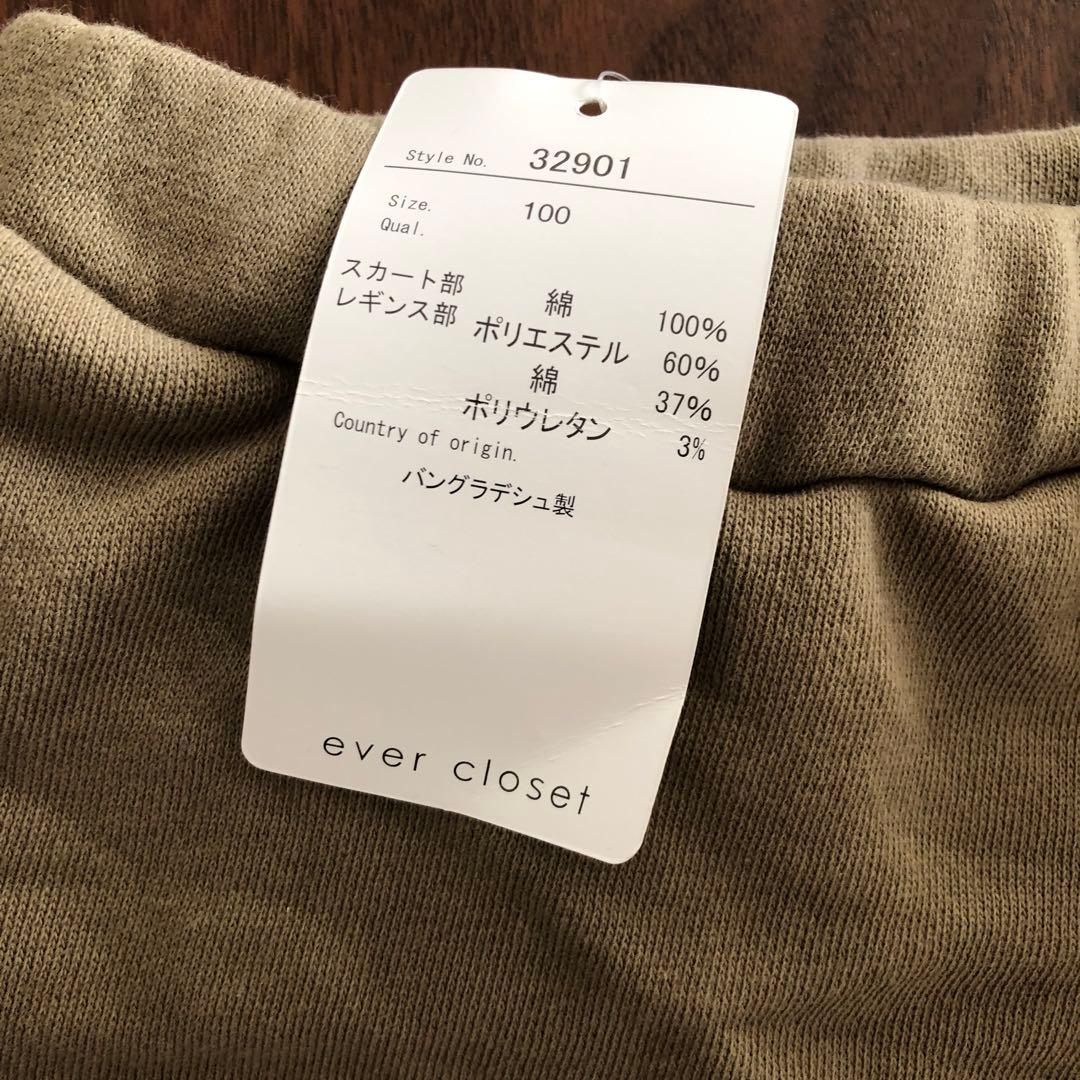 Style No. 32901
Size. 100
Qual.
スカート部 綿 100%
レギンス部 ポリエステル 60%
綿 37%
ポリウレタン 3%
Country of origin.
バングラデシュ製
ever closet